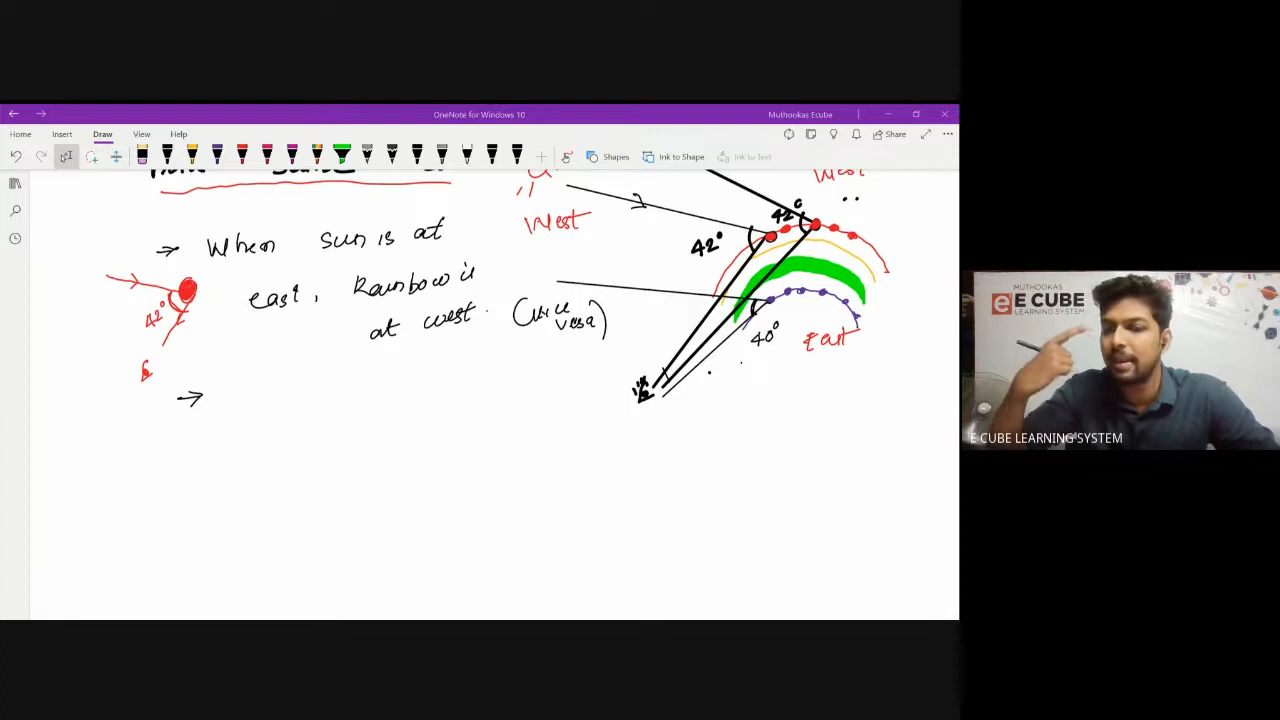 OneNote for Windows 10
Muthookas Ecube
Home Insert Draw View Help
Share
Shapes Ink to Shape Ink to Text
West
West
→ When Sun is at
east, Rainbow is
at west. (vice
versa)
42°
→
42°
42°
40°
East
MUTHOOKAS
E CUBE
LEARNING SYSTEM
E CUBE LEARNING SYSTEM